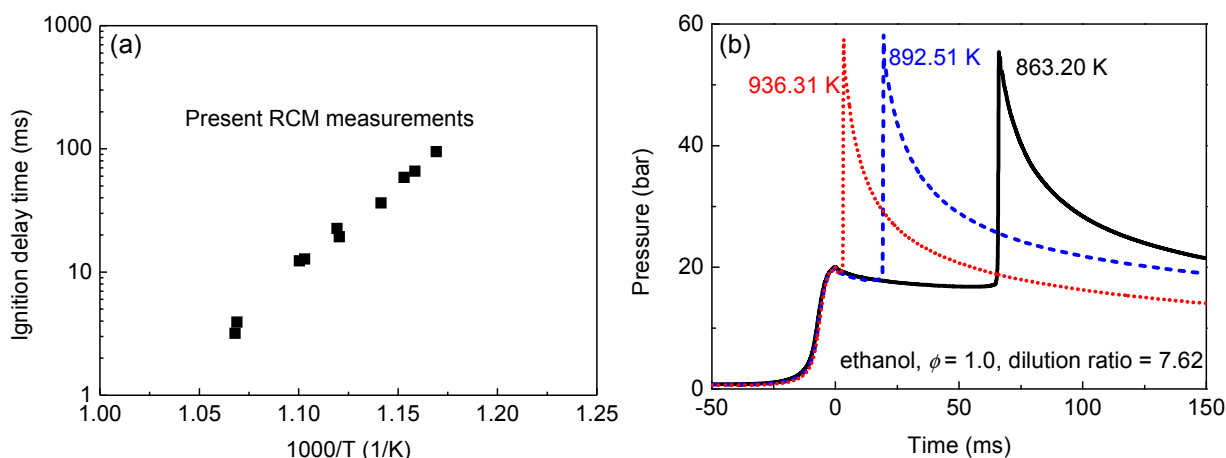 (a)
Present RCM measurements
1000
100
10
1
1.00
1.05
1.10
1.15
1.20
1.25
Ignition delay time (ms)
1000/T (1/K)
(b)
936.31 K
892.51 K
863.20 K
ethanol, ϕ = 1.0, dilution ratio = 7.62
60
40
20
0
-50
0
50
100
150
Pressure (bar)
Time (ms)